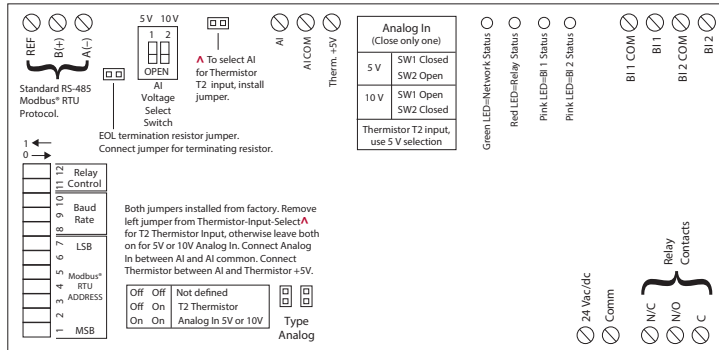 REF
B(+)
A(−)
Standard RS-485
Modbus® RTU
Protocol.
5 V 10 V
1 2
OPEN
AI
Voltage
Select
Switch
^ To select AI
for Thermistor
T2 input, install
jumper.
EOL termination resistor jumper.
Connect jumper for terminating resistor.
AI
AI COM
Therm. +5V
Analog In
(Close only one)
5 V
SW1 Closed
SW2 Open
10 V
SW1 Open
SW2 Closed
Thermistor T2 input,
use 5 V selection
Green LED=Network Status
Red LED=Relay Status
Pink LED=BI 1 Status
Pink LED=BI 2 Status
BI 1 COM
BI 1
BI 2 COM
BI 2
1
0
12
11
Relay
Control
10
9
8
Baud
Rate
7
6
5
4
3
2
1
LSB
Modbus®
RTU
ADDRESS
MSB
Both jumpers installed from factory. Remove
left jumper from Thermistor-Input-Select^
for T2 Thermistor Input, otherwise leave both
on for 5V or 10V Analog In. Connect Analog
In between AI and AI common. Connect
Thermistor between AI and Thermistor +5V.
Off Off Not defined
Off On T2 Thermistor
On On Analog In 5V or 10V
Type
Analog
24 Vac/dc
Comm
Relay
Contacts
N/C
N/O
C